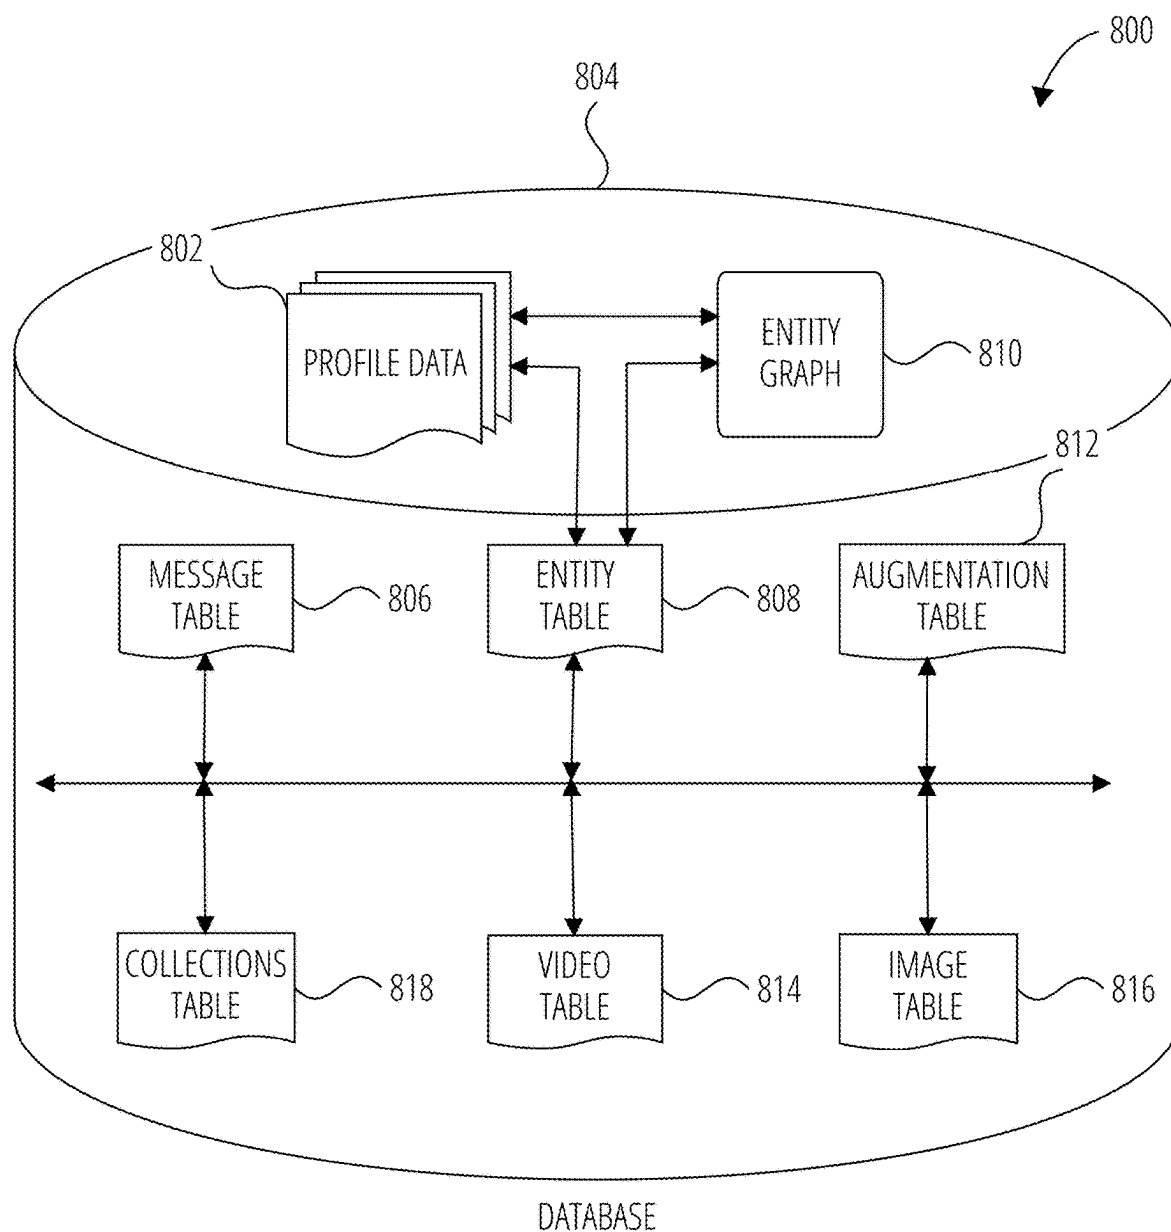 800
804
802
PROFILE DATA
ENTITY
GRAPH
810
812
MESSAGE
TABLE
806
ENTITY
TABLE
808
AUGMENTATION
TABLE
COLLECTIONS
TABLE
818
VIDEO
TABLE
814
IMAGE
TABLE
816
DATABASE